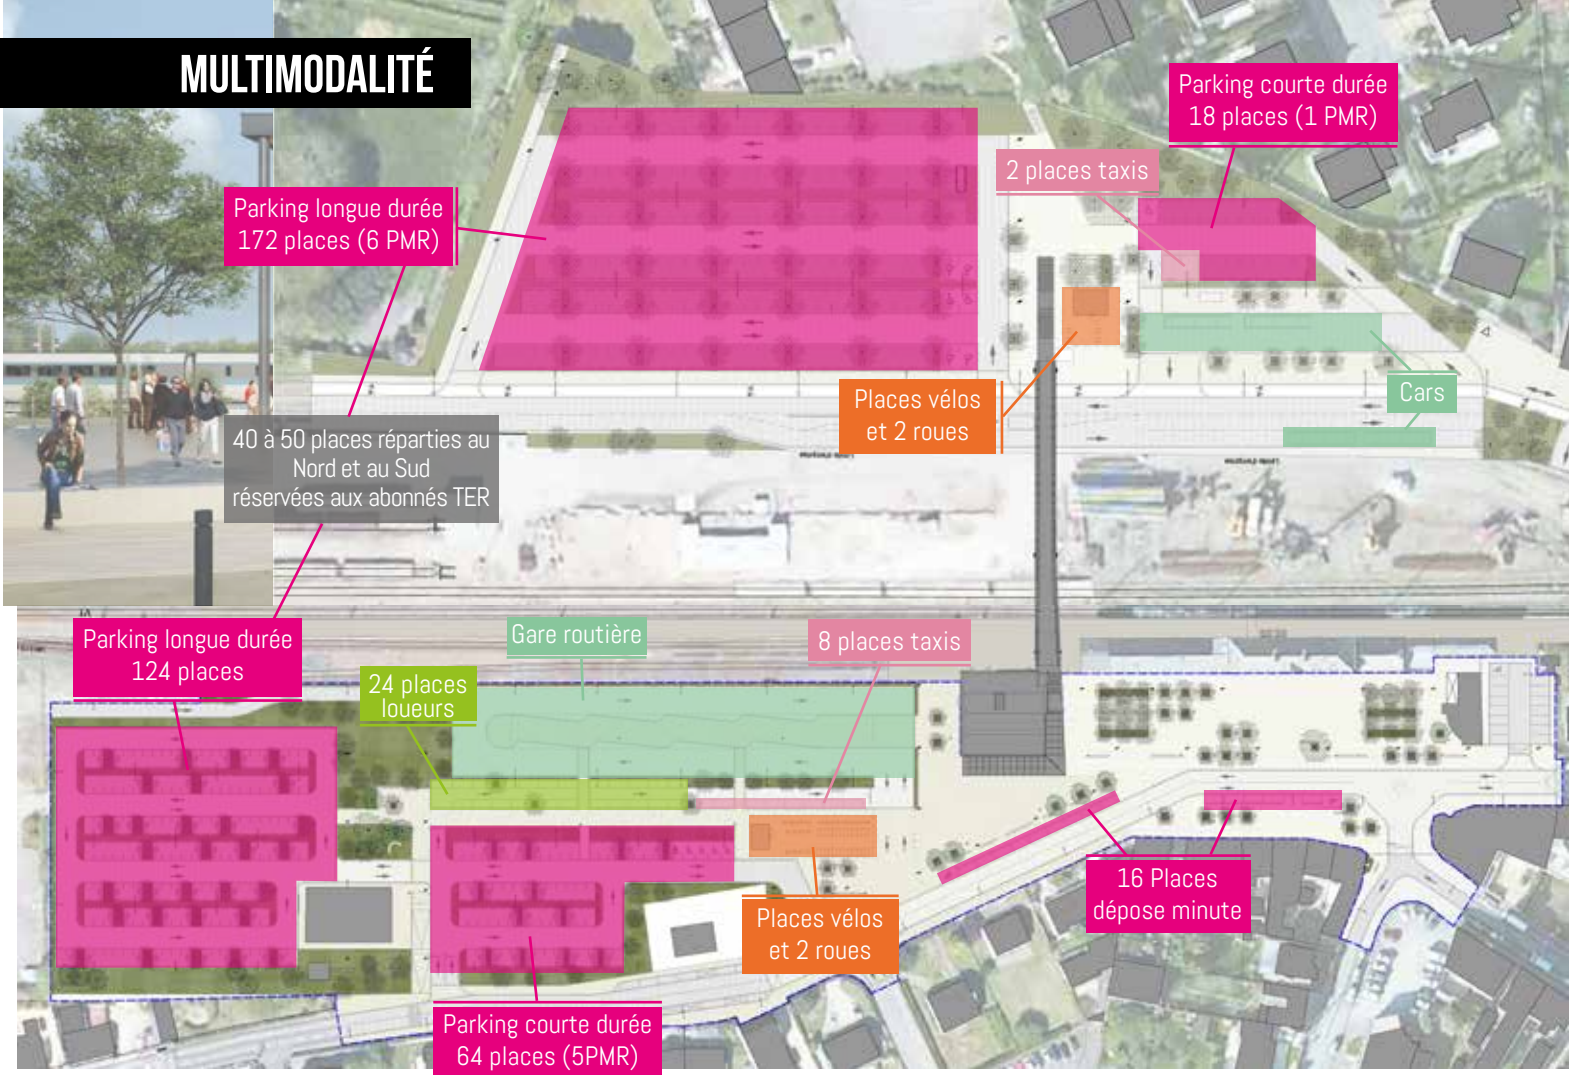 MULTIMODALITÉ
Parking courte durée
18 places (1 PMR)
2 places taxis
Parking longue durée
172 places (6 PMR)
Places vélos
et 2 roues
Cars
40 à 50 places réparties au
Nord et au Sud
réservées aux abonnés TER
Parking longue durée
124 places
Gare routière
8 places taxis
24 places
loueurs
16 Places
dépose minute
Places vélos
et 2 roues
Parking courte durée
64 places (5PMR)